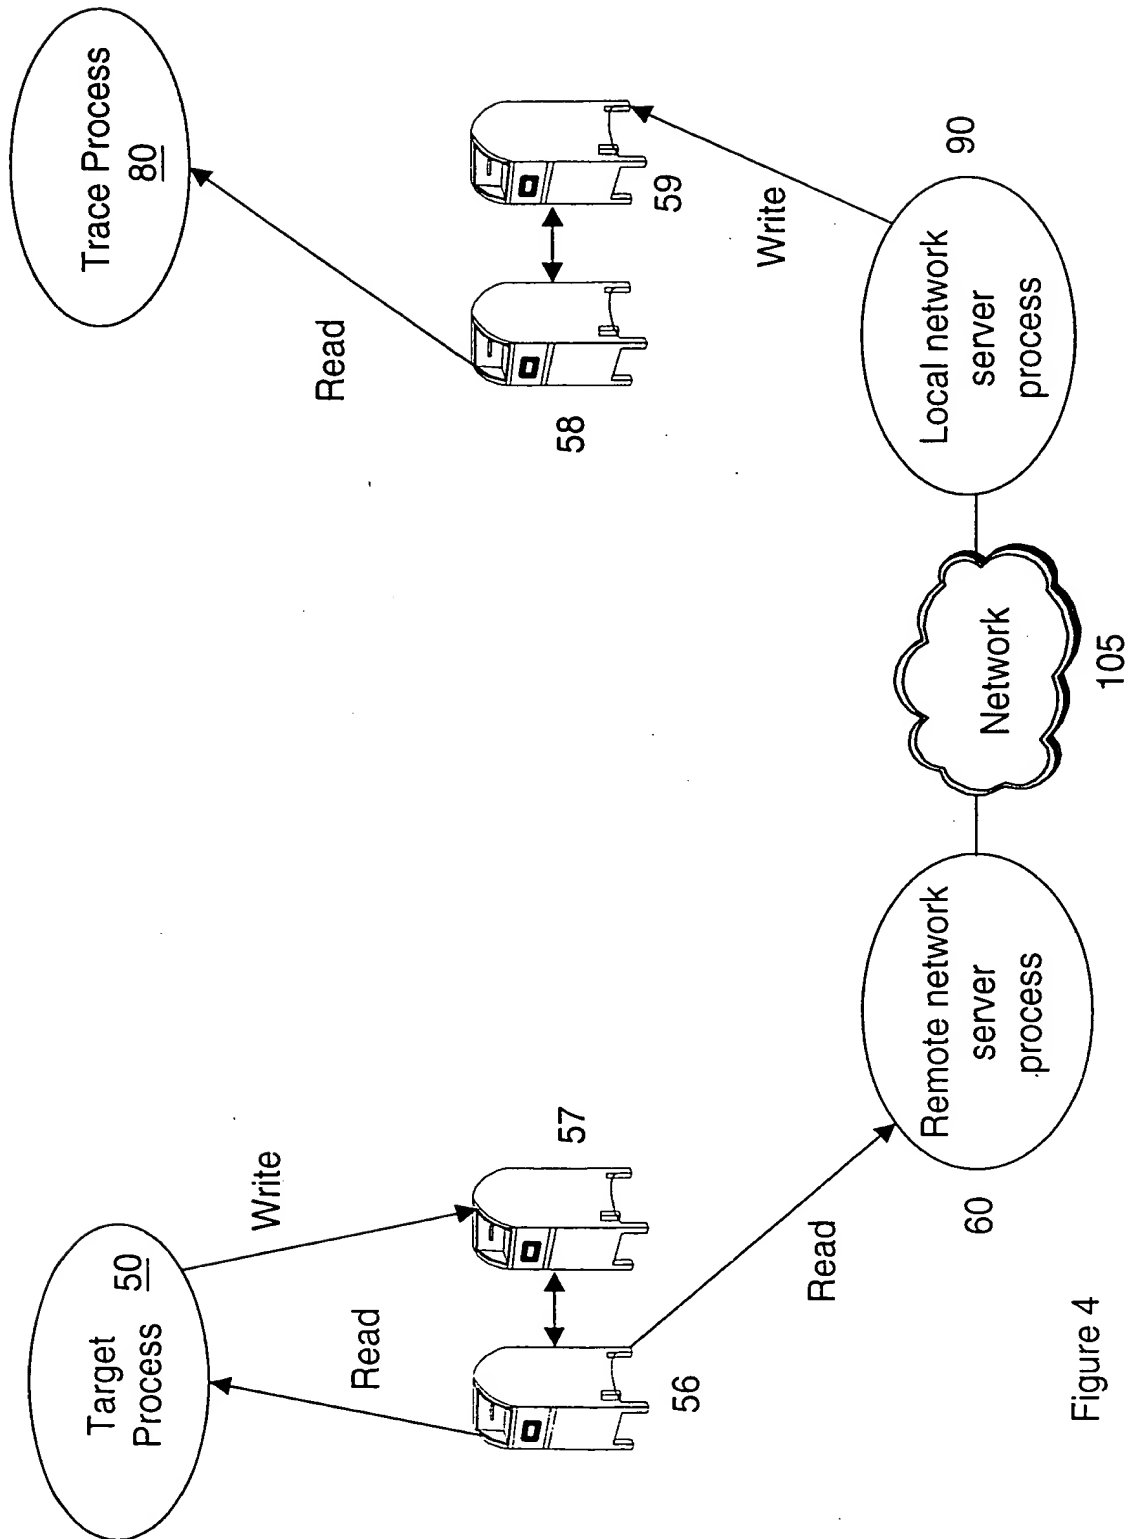 Target
Process 50
Read
Write
56
57
Read
60
Remote network
server
process
Network
105
Local network
server
process
90
Write
58
59
Read
Trace Process
80
Figure 4